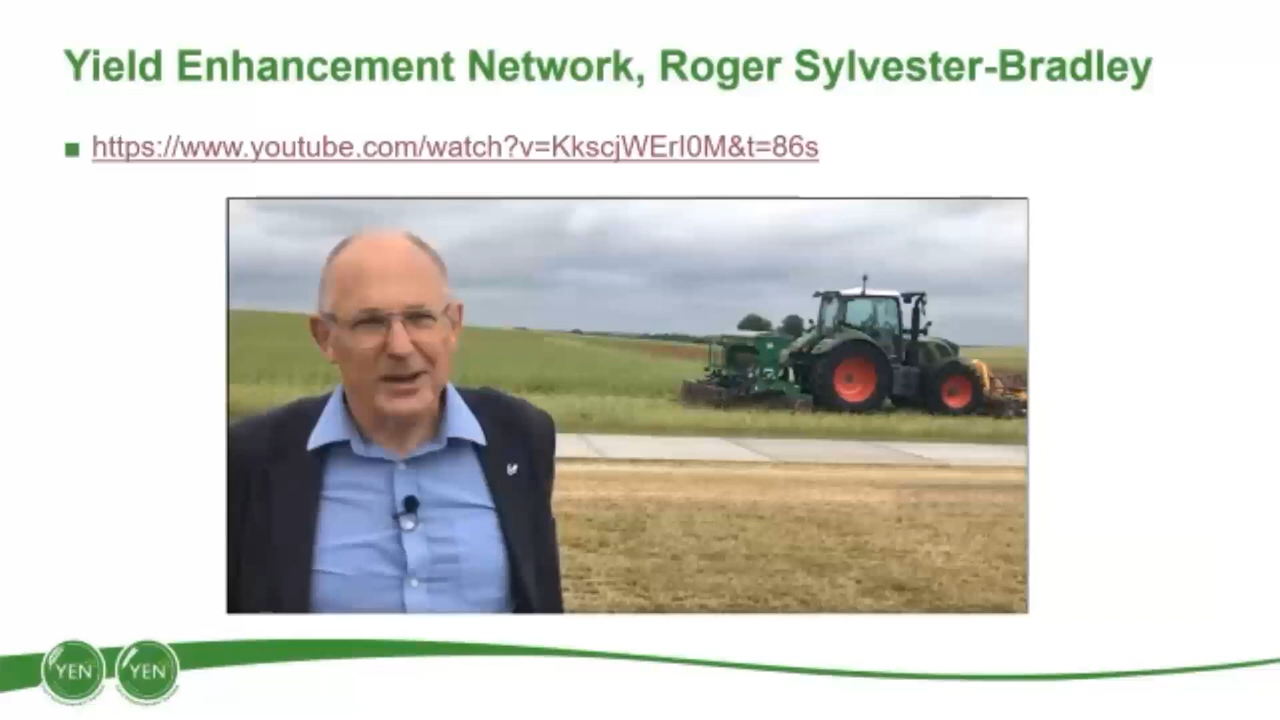 Yield Enhancement Network, Roger Sylvester-Bradley
https://www.youtube.com/watch?v=KkscjWErI0M&t=86s
YEN YEN